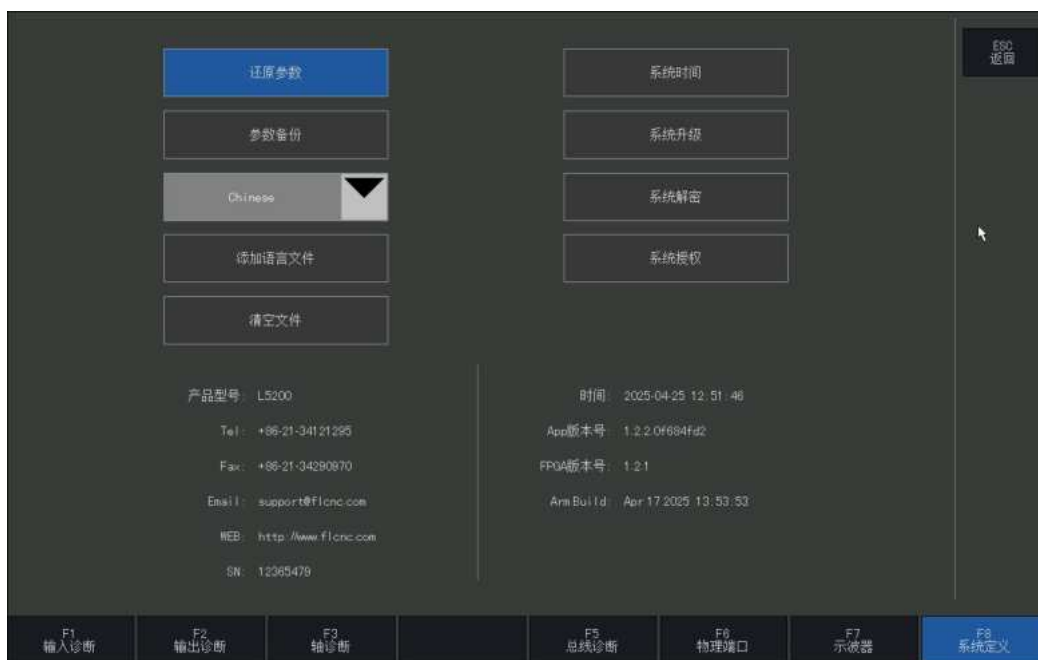 还原参数
系统时间
ESC
返回
参数备份
系统升级
Chinese
系统解密
添加语言文件
系统授权
清空文件
产品型号: L5200
Tel: +86-21-34121295
Fax: +86-21-34290970
Email: support@flcnc.com
WEB: http://www.flcnc.com
SN: 12365479
时间: 2025-04-25 12:51:46
App版本号: 1.2.2.0f684fd2
FPGA版本号: 1.2.1
Arm Build: Apr 17 2025 13:53:53
F1
输入诊断
F2
输出诊断
F3
轴诊断
F5
总线诊断
F6
物理端口
F7
示波器
F8
系统定义